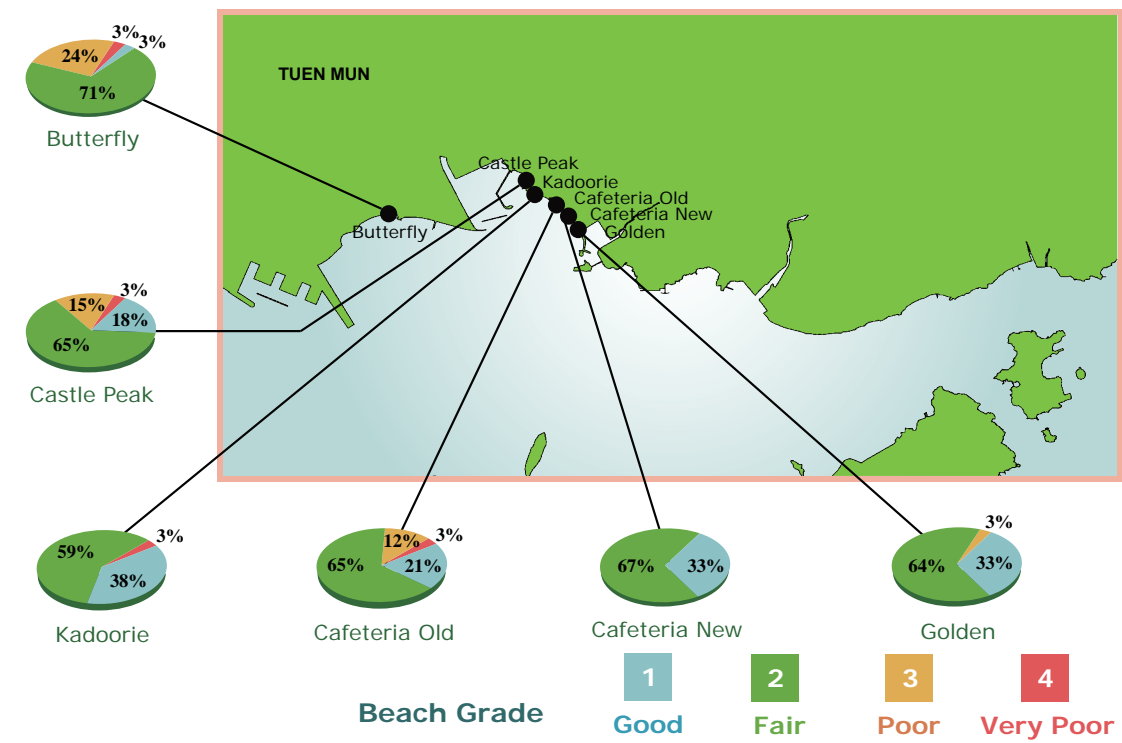 3%
3%
24%
71%
Butterfly
TUEN MUN
Castle Peak
Kadoorie
Cafeteria Old
Cafeteria New
Golden
Butterfly
3%
15%
18%
65%
Castle Peak
59%
3%
38%
Kadoorie
12%
3%
65%
21%
Cafeteria Old
67%
33%
Cafeteria New
3%
64%
33%
Golden
1
2
3
4
Beach Grade
Good
Fair
Poor
Very Poor